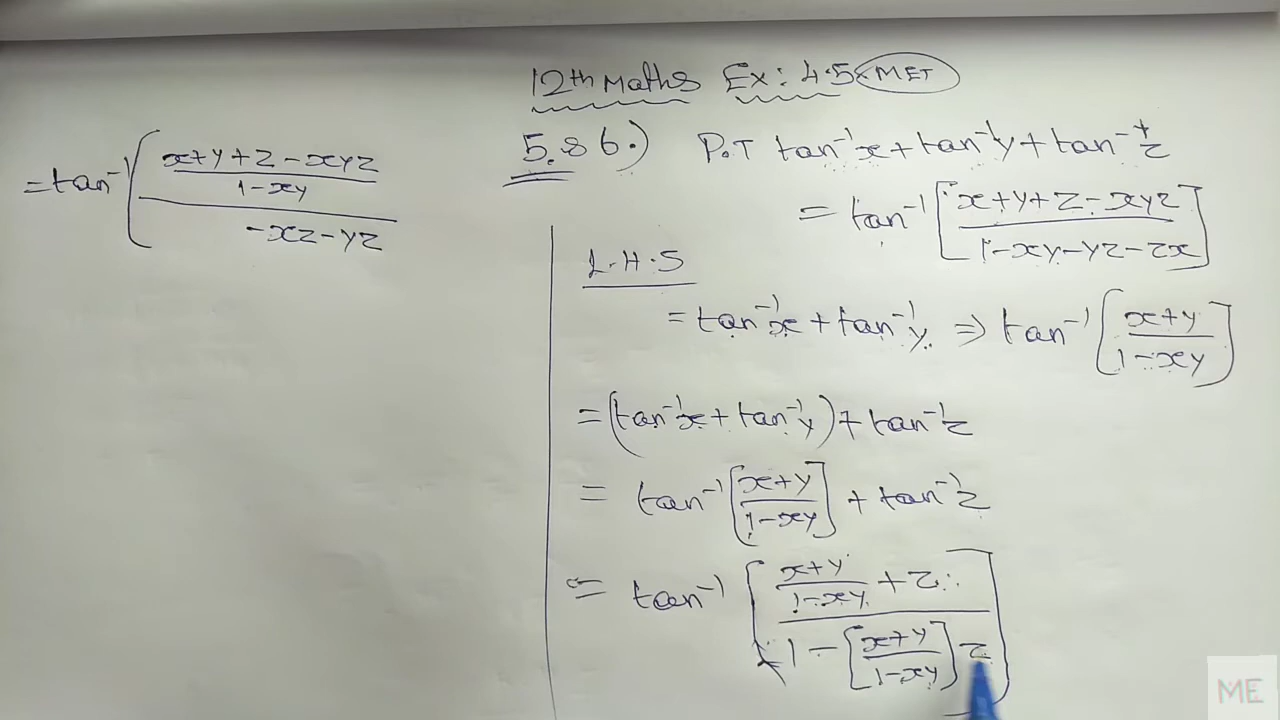 12th Maths Ex: 4.5 (MET)
5.86.) P.T tan⁻¹x + tan⁻¹y + tan⁻¹z
= tan⁻¹[(x+y+z-xyz)/(1-xy-yz-zx)]
L.H.S
= tan⁻¹x + tan⁻¹y ⇒ tan⁻¹[(x+y)/(1-xy)]
= (tan⁻¹x + tan⁻¹y) + tan⁻¹z
= tan⁻¹[(x+y)/(1-xy)] + tan⁻¹z
= tan⁻¹[((x+y)/(1-xy) + z)/(1 - [(x+y)/(1-xy)]z)]
= tan⁻¹(((x+y+z-xyz)/(1-xy))/(-xz-yz
ME